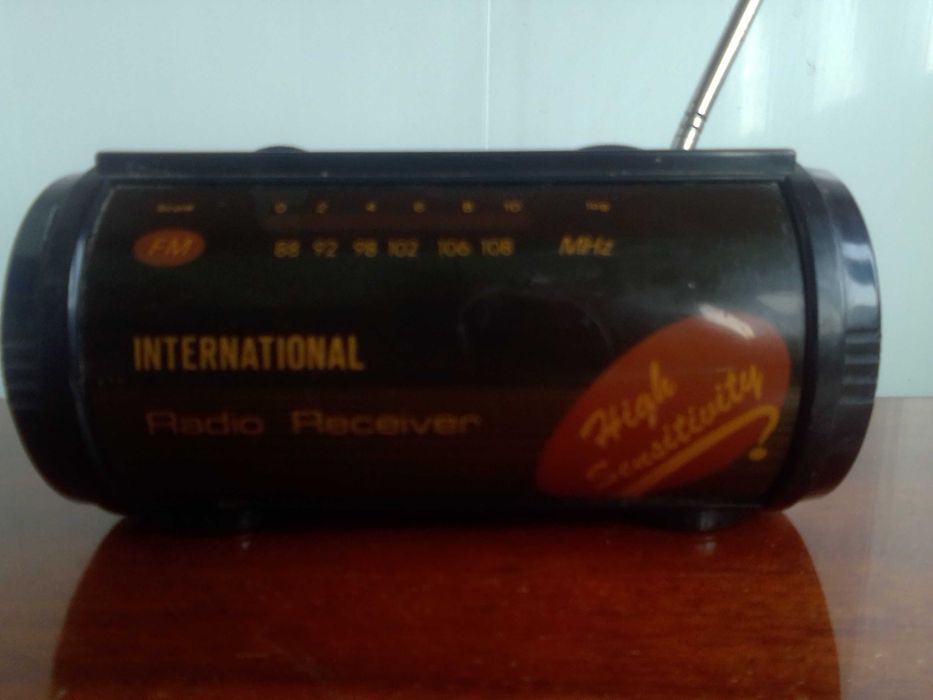 0 2 4 6 8 10
FM 88 92 98 102 106 108 MHz
INTERNATIONAL
Radio Receiver
High
Sensitivity